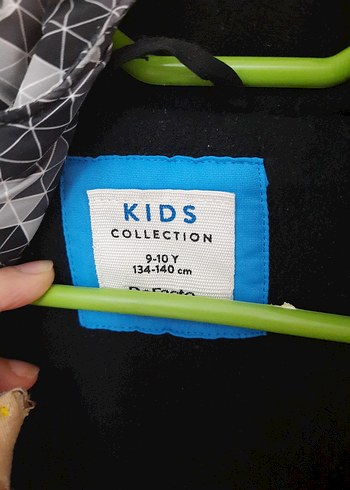 KIDS
COLLECTION
9-10 Y
134-140 cm
DeFacto